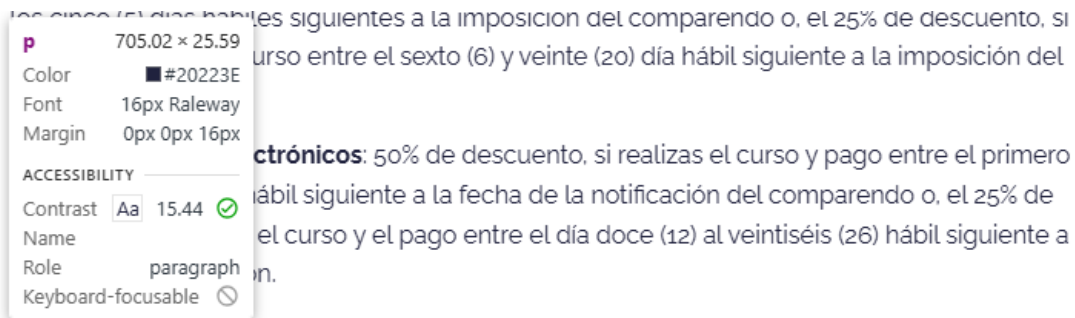 los cinco (5) días hábiles siguientes a la imposición del comparendo o, el 25% de descuento, si
p 705.02 × 25.59
urso entre el sexto (6) y veinte (20) día hábil siguiente a la imposición del
Color #20223E
Font 16px Raleway
Margin 0px 0px 16px
ctrónicos: 50% de descuento, si realizas el curso y pago entre el primero
ACCESSIBILITY
hábil siguiente a la fecha de la notificación del comparendo o, el 25% de
Contrast Aa 15.44
Name
el curso y el pago entre el día doce (12) al veintiséis (26) hábil siguiente a
Role paragraph
ón.
Keyboard-focusable